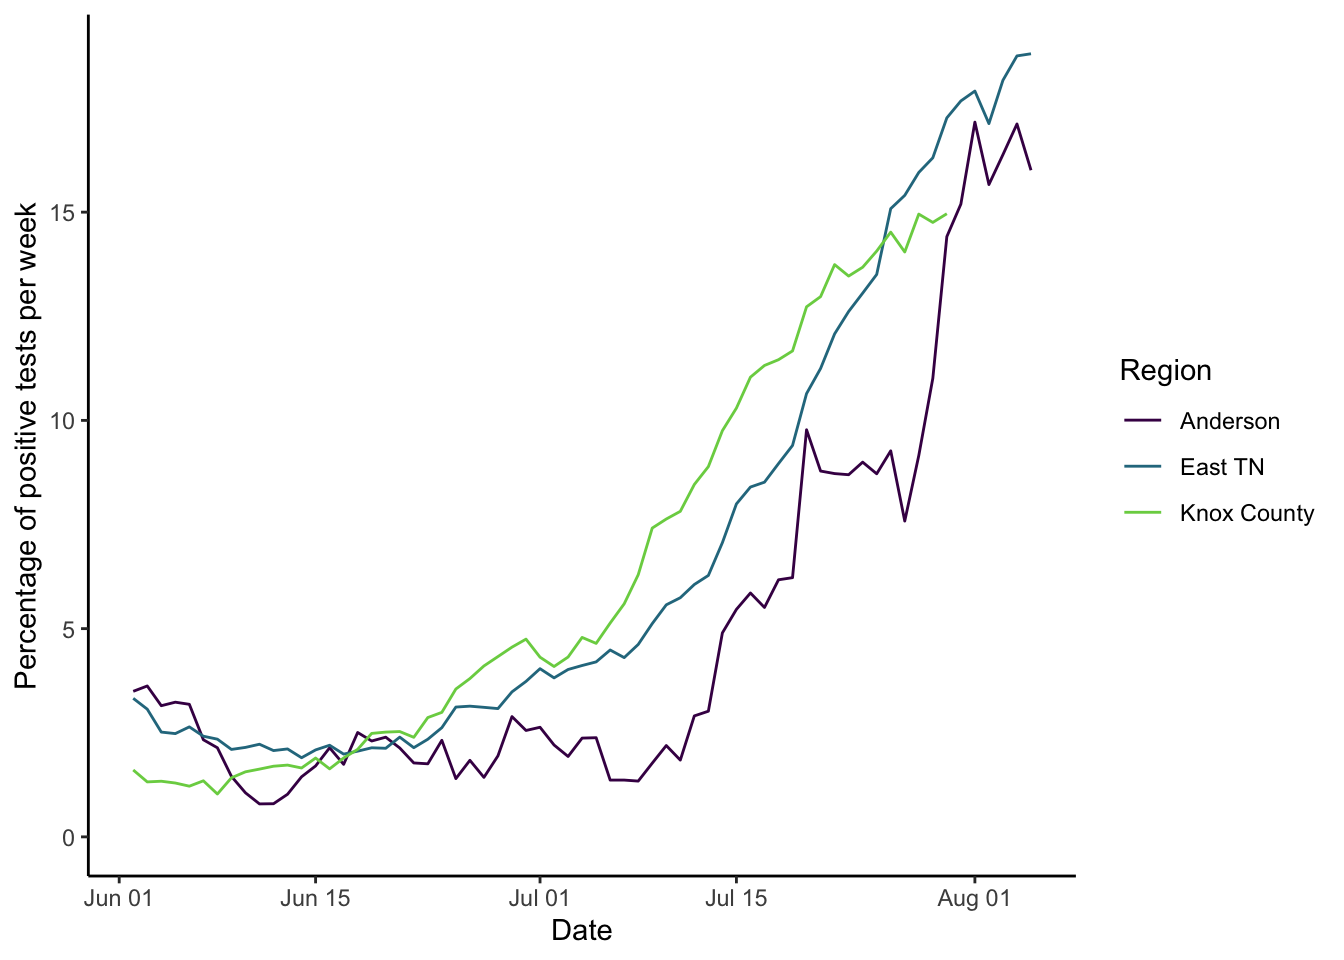 Percentage of positive tests per week
15
10
5
0
Jun 01
Jun 15
Jul 01
Jul 15
Aug 01
Date
Region
Anderson
East TN
Knox County